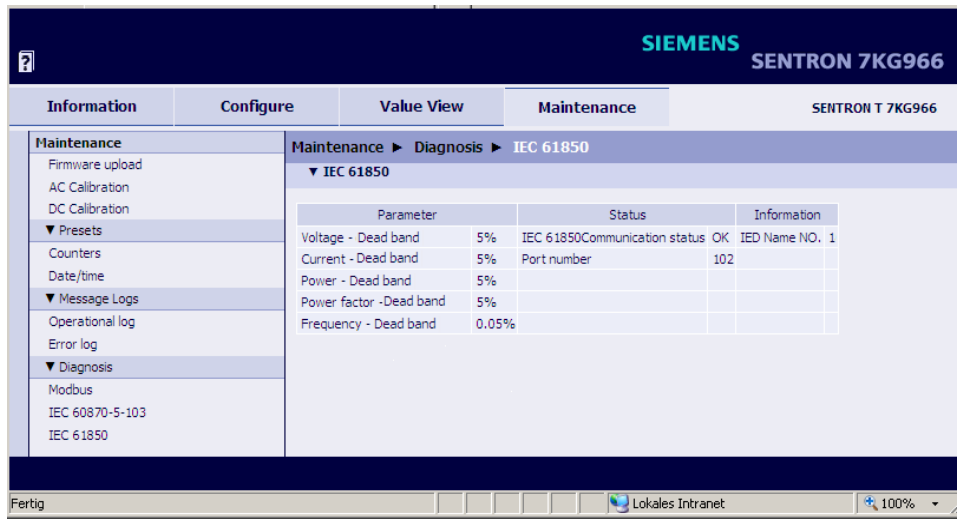 ?
SIEMENS
SENTRON 7KG966
Information Configure Value View Maintenance SENTRON T 7KG966
Maintenance
Firmware upload
AC Calibration
DC Calibration
▼ Presets
Counters
Date/time
▼ Message Logs
Operational log
Error log
▼ Diagnosis
Modbus
IEC 60870-5-103
IEC 61850
Maintenance ► Diagnosis ► IEC 61850
▼ IEC 61850
Parameter Status Information
Voltage - Dead band 5% IEC 61850Communication status OK IED Name NO. 1
Current - Dead band 5% Port number 102
Power - Dead band 5%
Power factor -Dead band 5%
Frequency - Dead band 0.05%
Fertig Lokales Intranet 100%